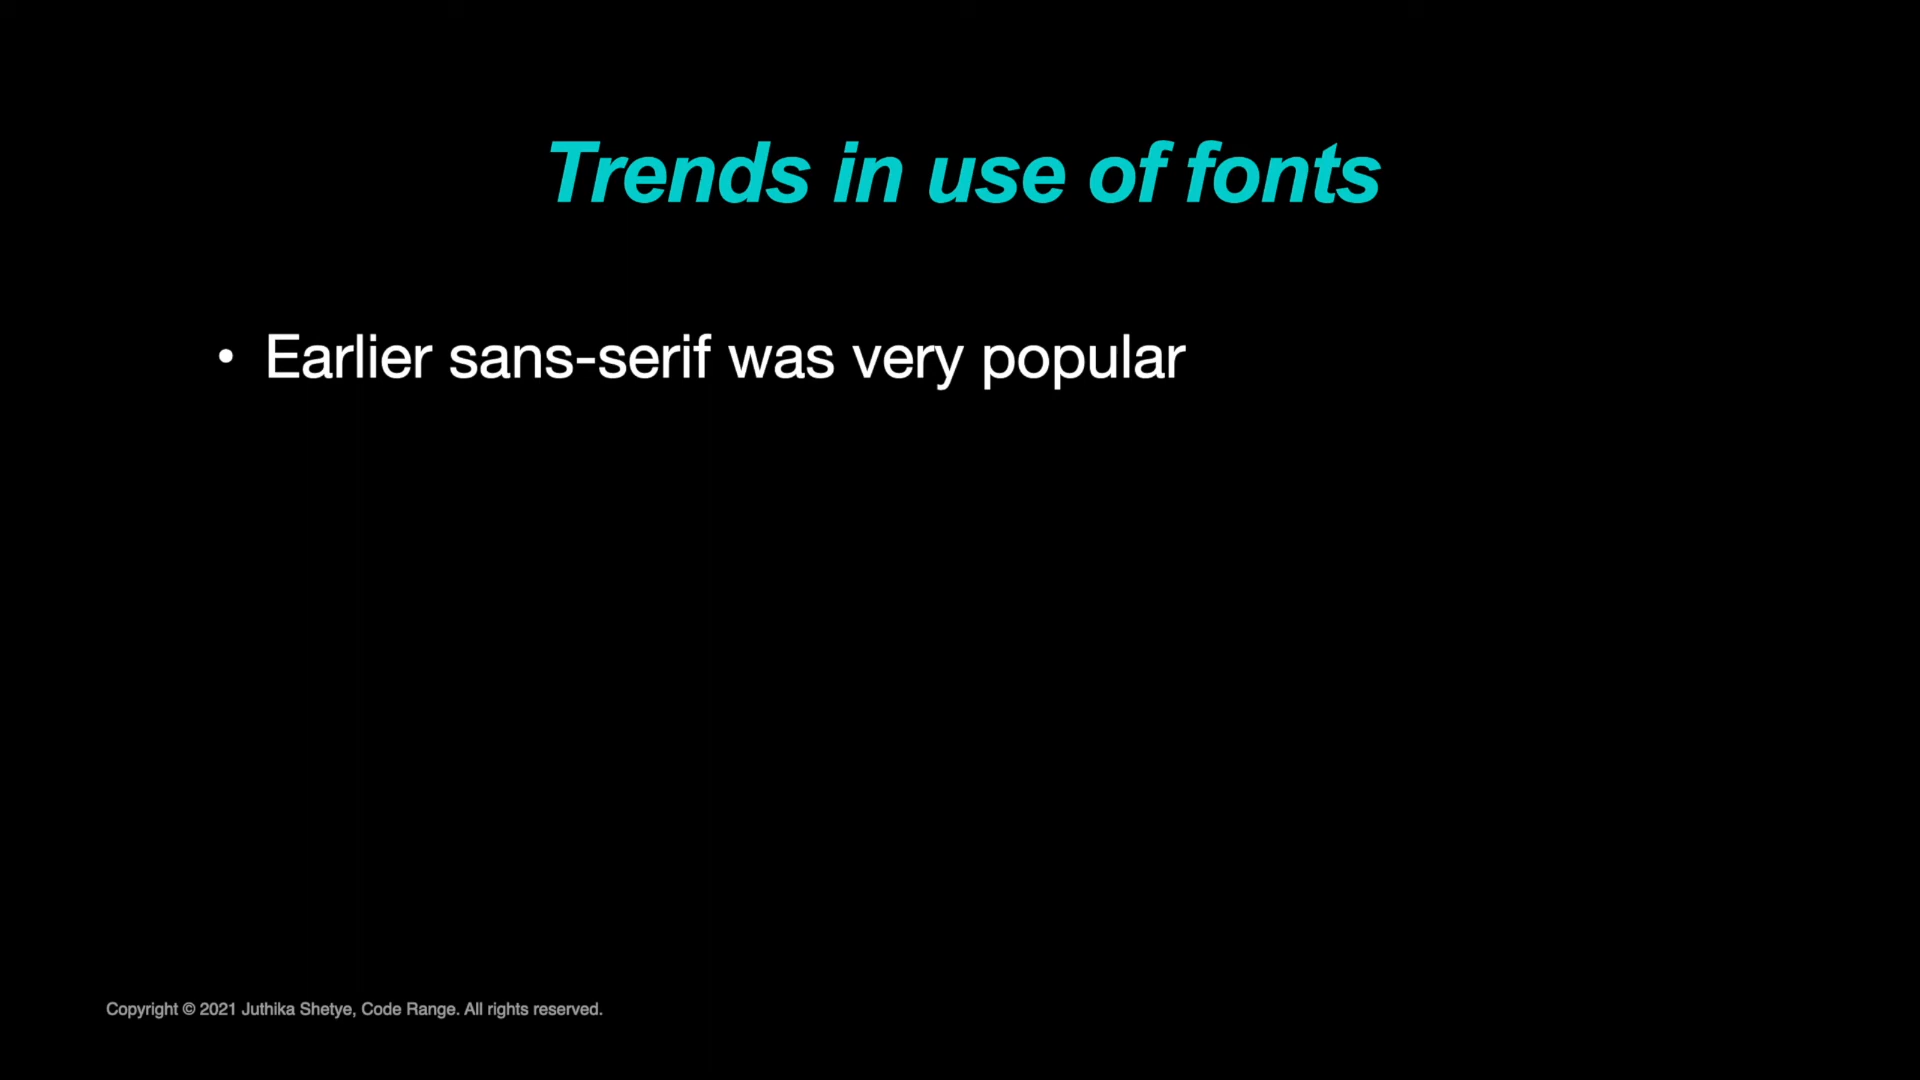 Trends in use of fonts
• Earlier sans-serif was very popular
Copyright © 2021 Juthika Shetye, Code Range. All rights reserved.